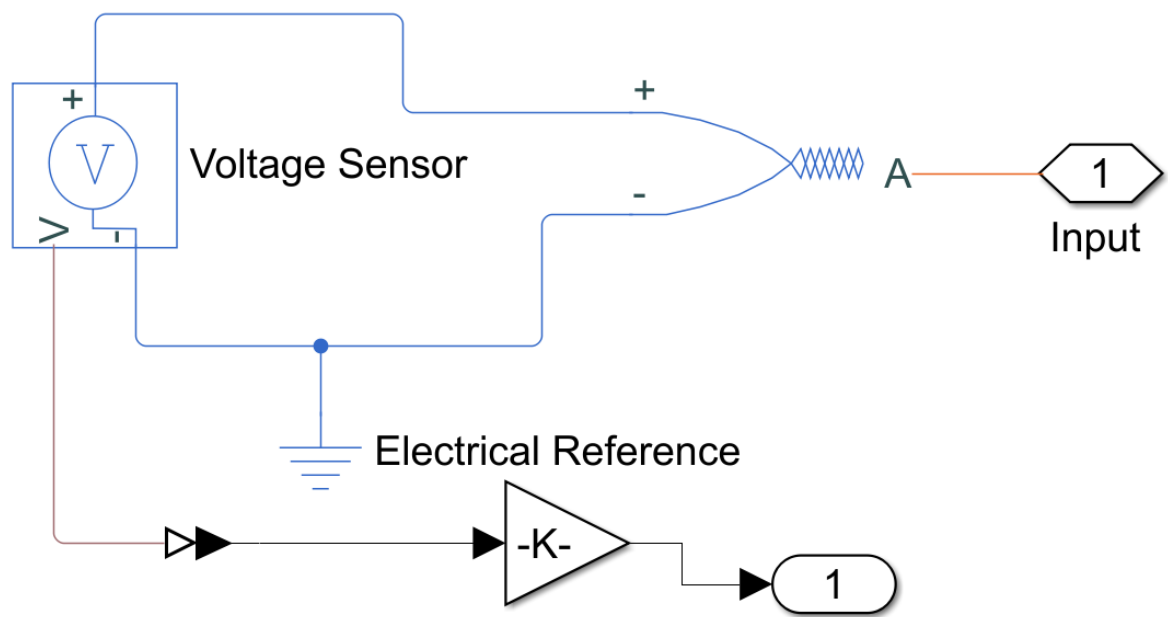 +
V
Voltage Sensor
V
-
+
-
A
1
Input
Electrical Reference
-K-
1